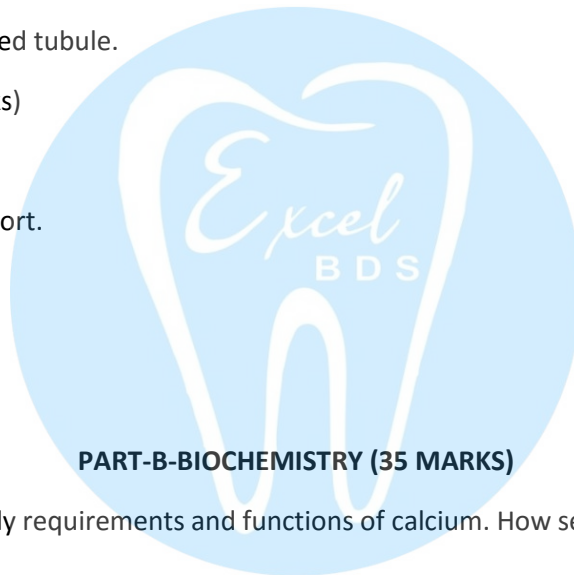 ed tubule.
s)
ort.
Excel
BDS
PART-B-BIOCHEMISTRY (35 MARKS)
ly requirements and functions of calcium. How se